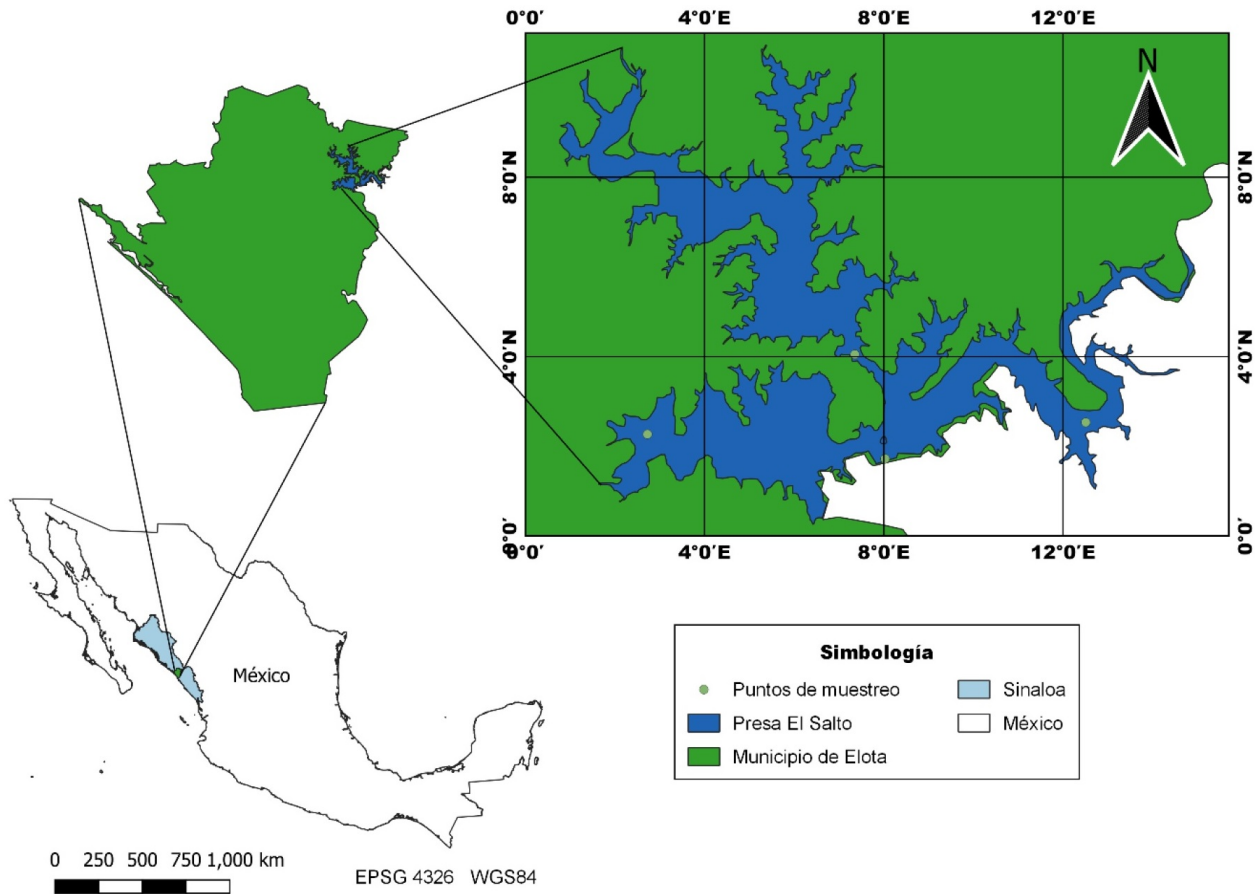 0°0′ 4°0′E 8°0′E 12°0′E
N
8°0′N 8°0′N
4°0′N 4°0′N
0°0′ 0°0′
0°0′ 4°0′E 8°0′E 12°0′E
México
Simbología
Puntos de muestreo Sinaloa
Presa El Salto México
Municipio de Elota
0 250 500 750 1,000 km
EPSG 4326 WGS84